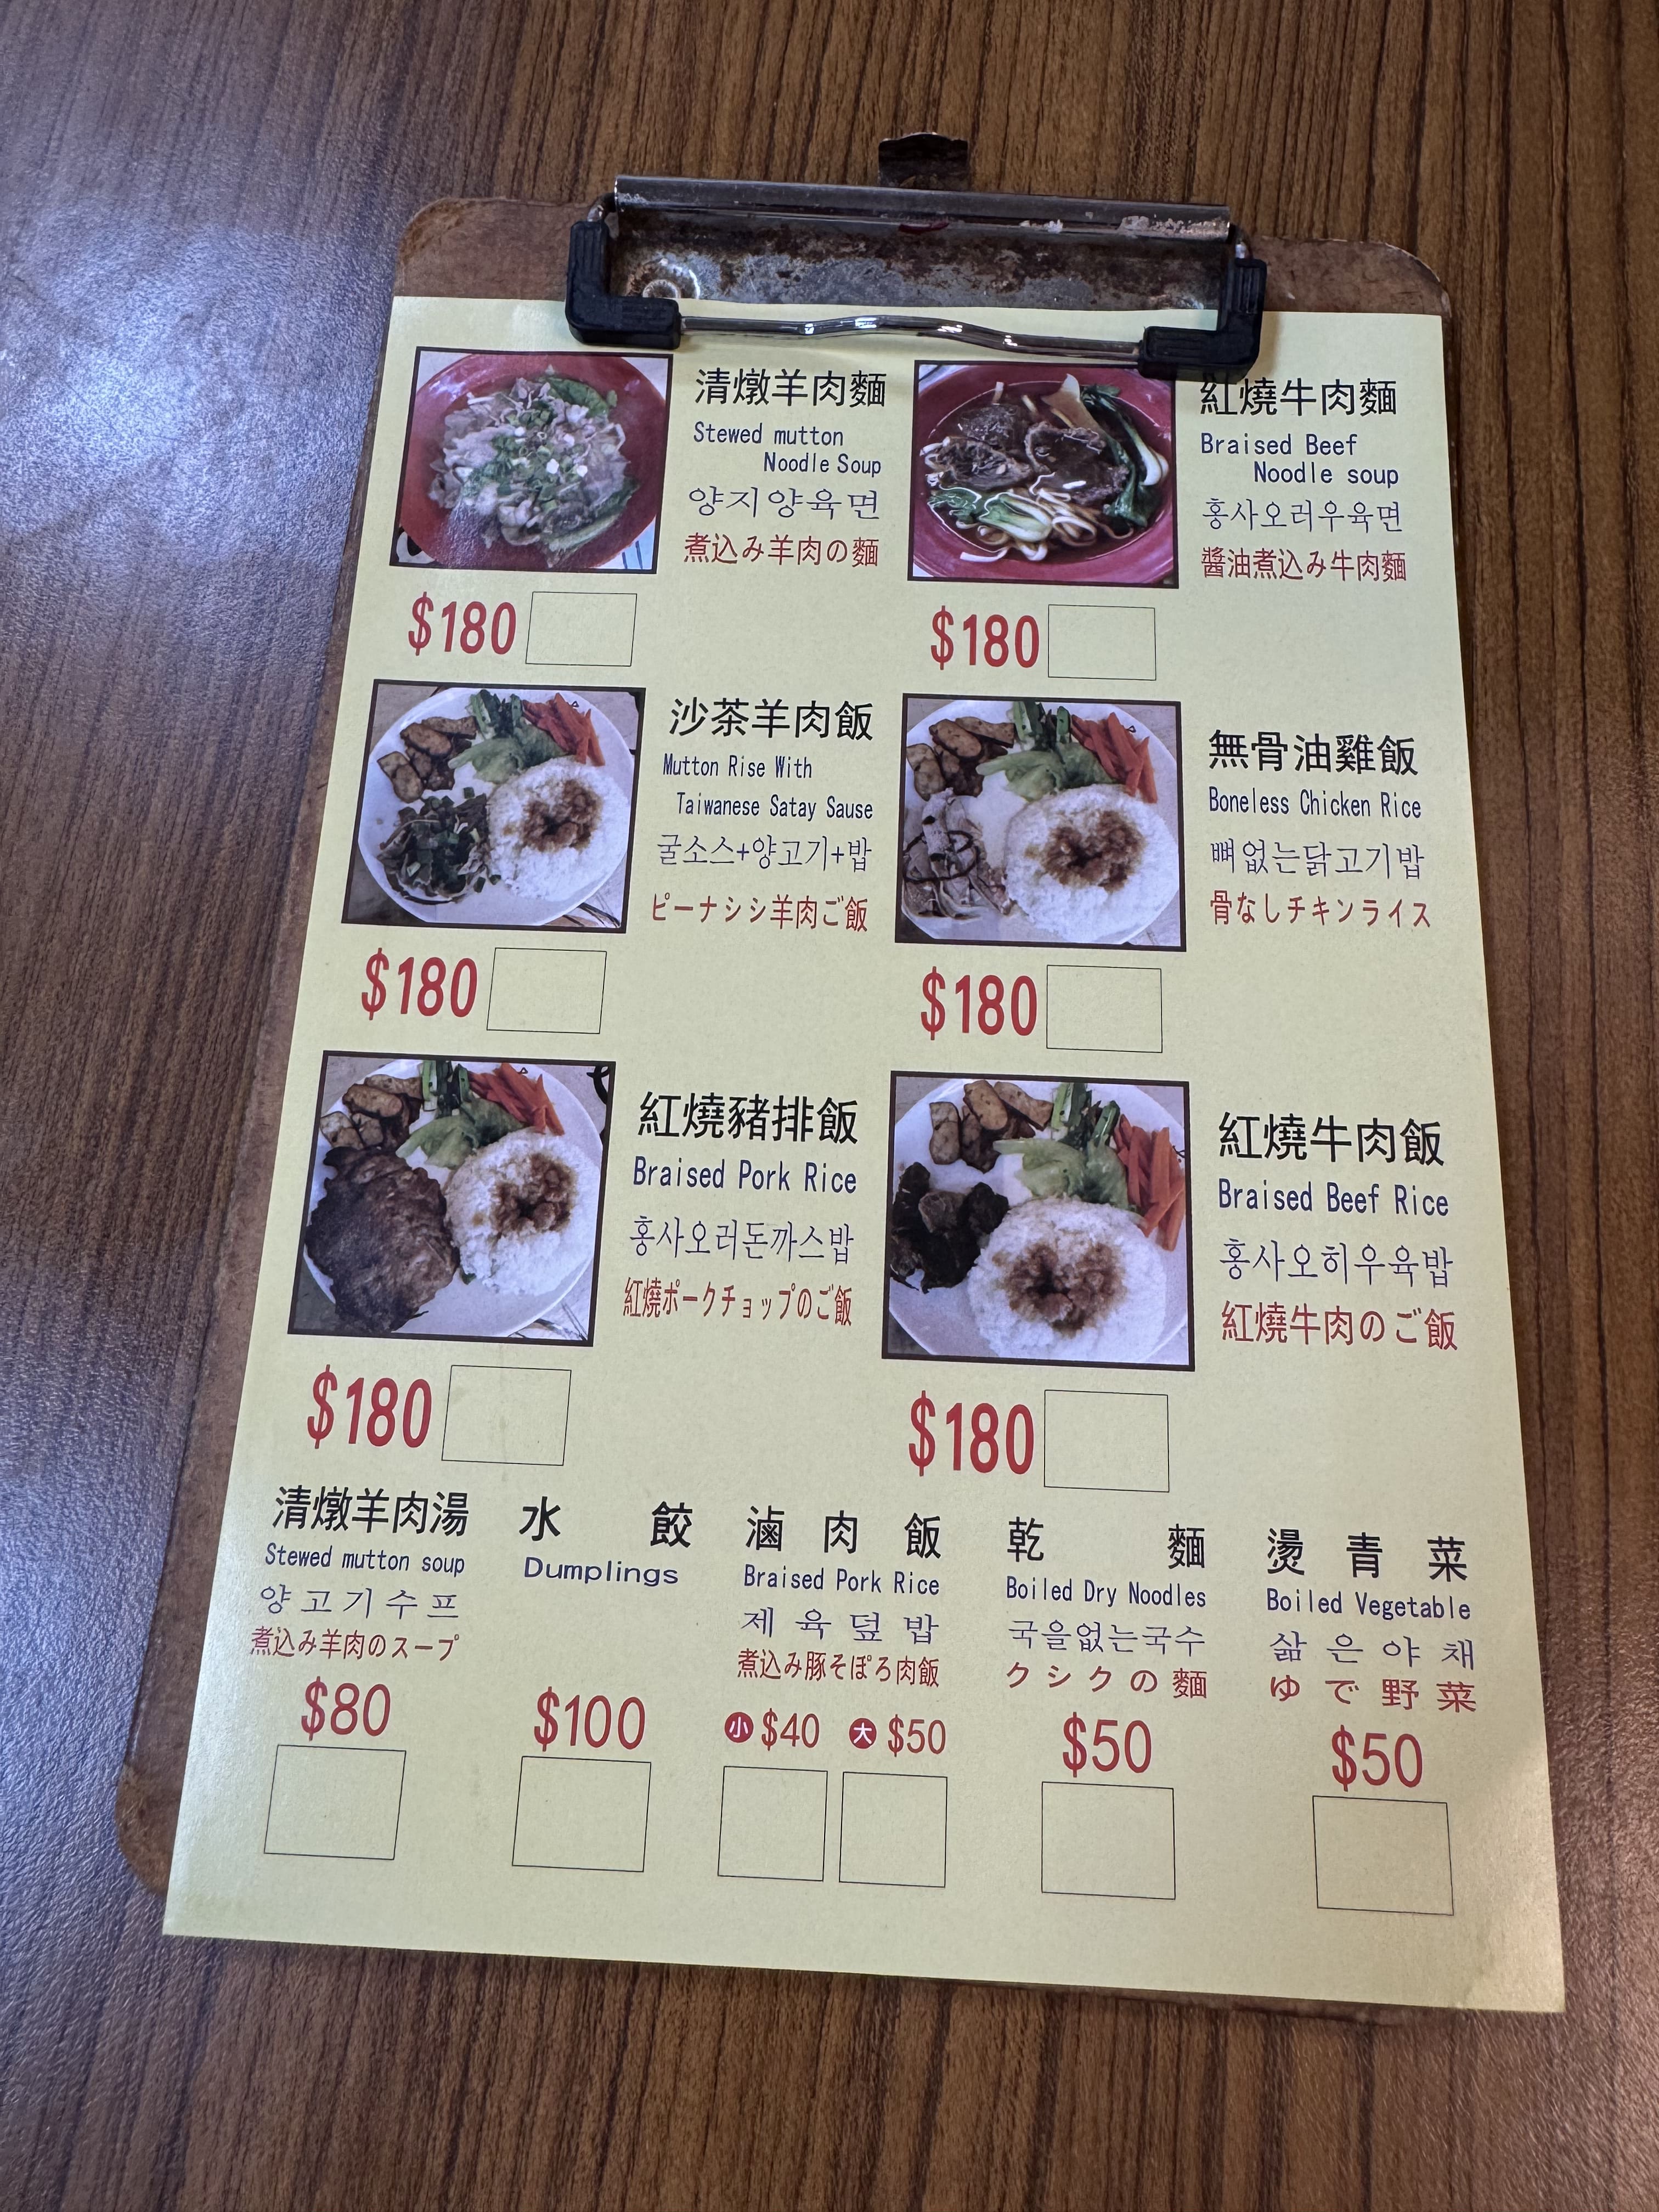 清燉羊肉麵
Stewed mutton
Noodle Soup
양지양육면
煮込み羊肉の麵
$180
紅燒牛肉麵
Braised Beef
Noodle soup
홍사오러우육면
醬油煮込み牛肉麵
$180
沙茶羊肉飯
Mutton Rise With
Taiwanese Satay Sause
굴소스+양고기+밥
ピーナシシ羊肉ご飯
$180
無骨油雞飯
Boneless Chicken Rice
뼈없는닭고기밥
骨なしチキンライス
$180
紅燒豬排飯
Braised Pork Rice
홍사오러돈까스밥
紅燒ポークチョップのご飯
$180
紅燒牛肉飯
Braised Beef Rice
홍사오히우육밥
紅燒牛肉のご飯
$180
清燉羊肉湯
Stewed mutton soup
양고기수프
煮込み羊肉のスープ
$80
水餃
Dumplings
$100
滷肉飯
Braised Pork Rice
제육덮밥
煮込み豚そぽろ肉飯
小 $40 大 $50
乾麵
Boiled Dry Noodles
국을없는국수
クシクの麵
$50
燙青菜
Boiled Vegetable
삶은야채
ゆで野菜
$50